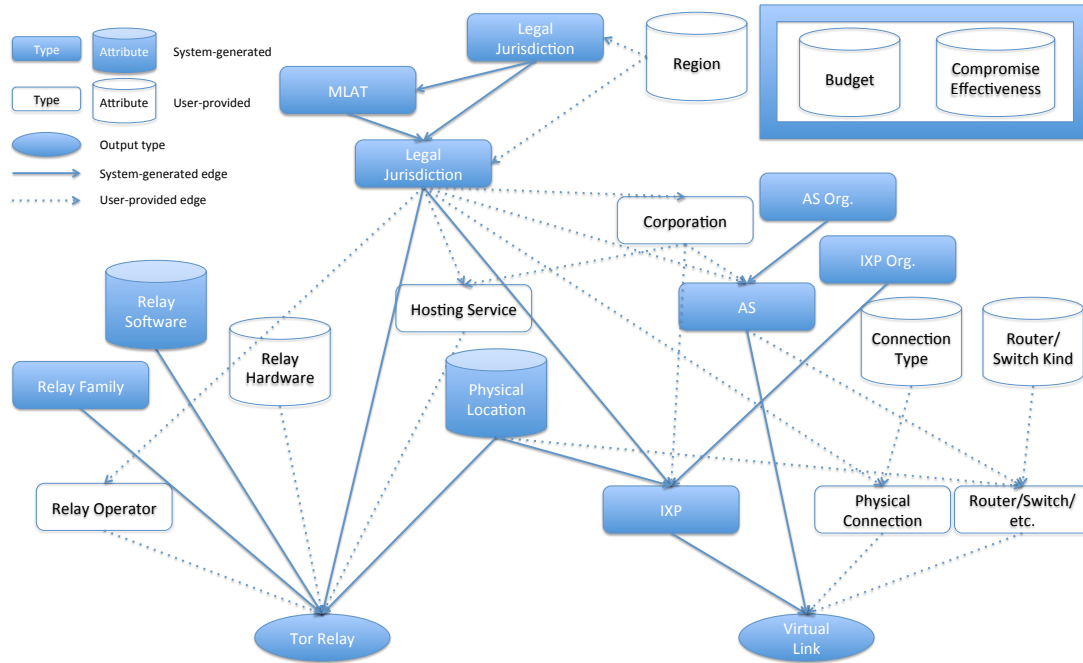 Type
Attribute
System-generated
Type
Attribute
User-provided
Output type
System-generated edge
User-provided edge
Legal
Jurisdiction
MLAT
Region
Budget
Compromise
Effectiveness
Legal
Jurisdiction
Corporation
AS Org.
IXP Org.
Relay
Software
Hosting Service
AS
Connection
Type
Router/
Switch Kind
Relay
Hardware
Relay Family
Physical
Location
Relay Operator
IXP
Physical
Connection
Router/Switch/
etc.
Tor Relay
Virtual
Link